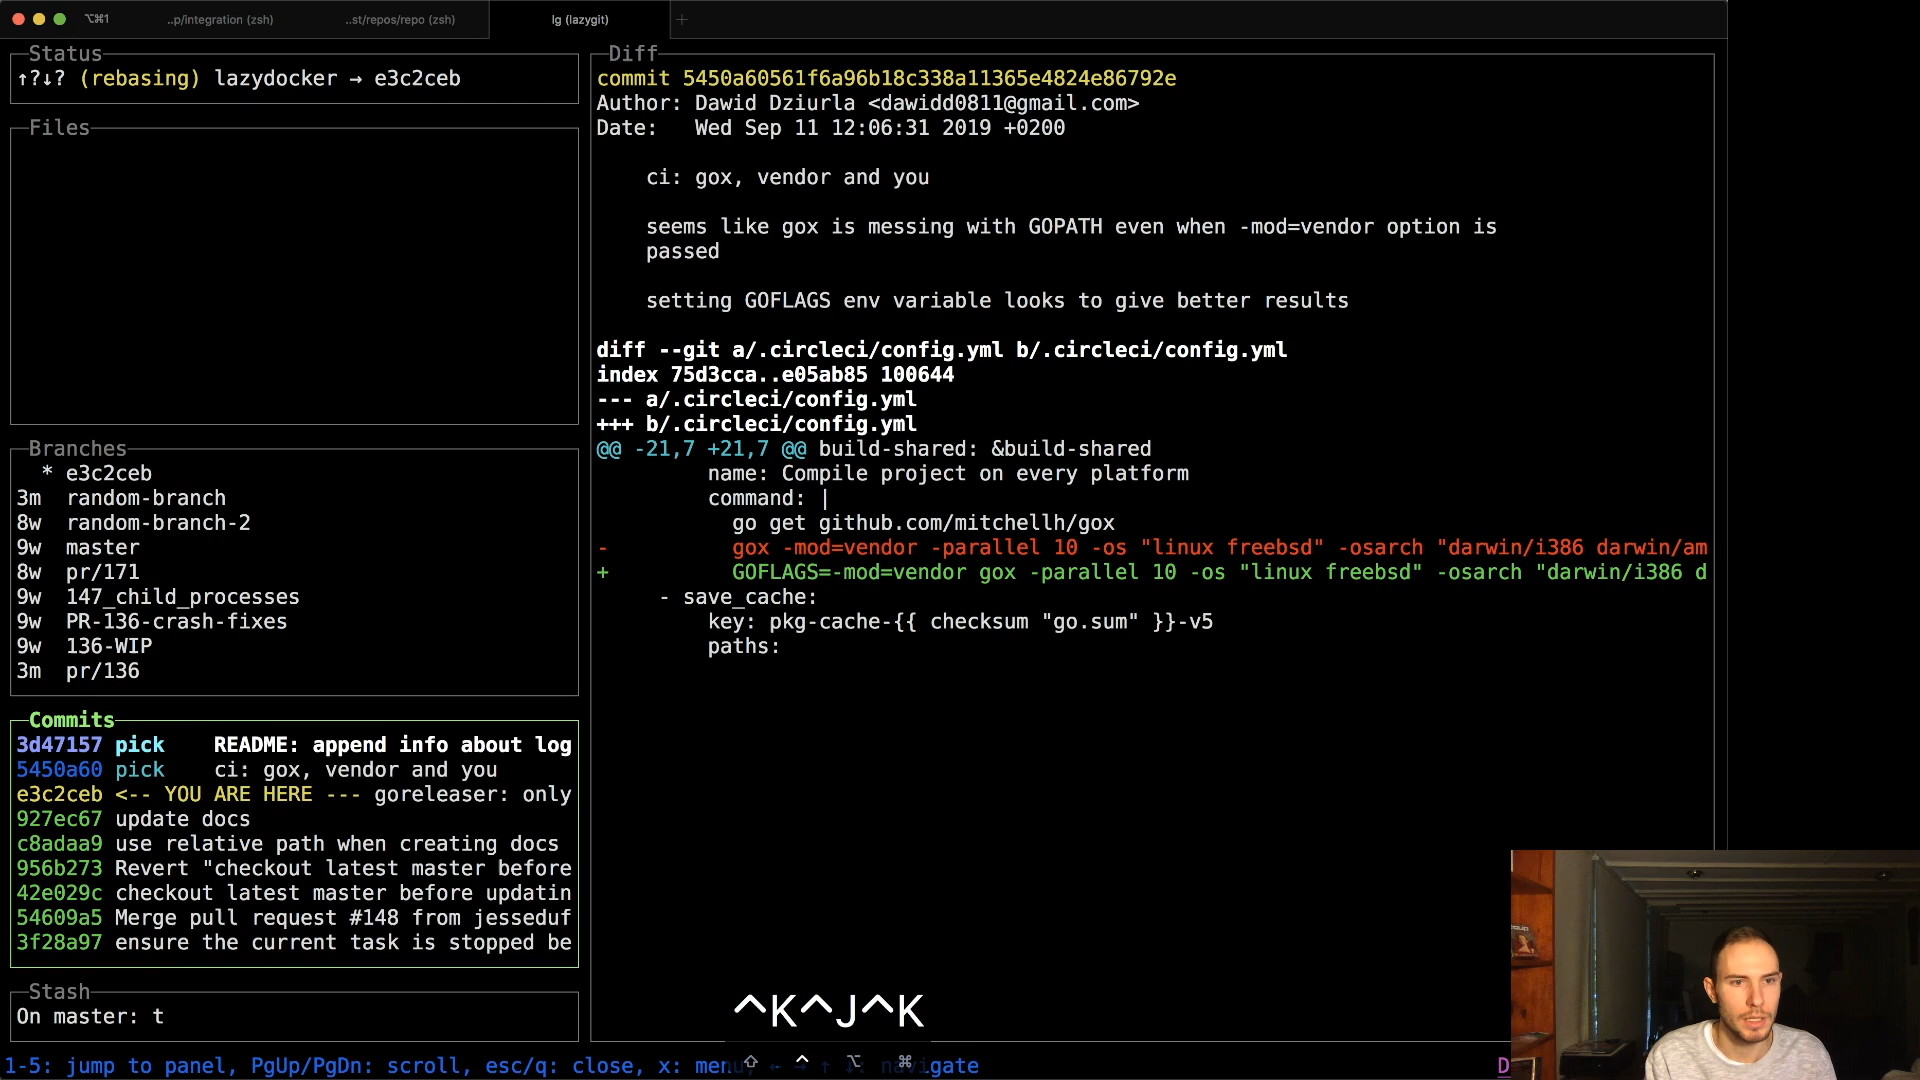 ⌥⌘1 ..p/integration (zsh) ..st/repos/repo (zsh) lg (lazygit) +
Status
↑?↓? (rebasing) lazydocker → e3c2ceb
Files
Branches
* e3c2ceb
3m random-branch
8w random-branch-2
9w master
8w pr/171
9w 147_child_processes
9w PR-136-crash-fixes
9w 136-WIP
3m pr/136
Commits
3d47157 pick README: append info about log
5450a60 pick ci: gox, vendor and you
e3c2ceb <-- YOU ARE HERE --- goreleaser: only
927ec67 update docs
c8adaa9 use relative path when creating docs
956b273 Revert "checkout latest master before
42e029c checkout latest master before updatin
54609a5 Merge pull request #148 from jesseduf
3f28a97 ensure the current task is stopped be
Stash
On master: t
Diff
commit 5450a60561f6a96b18c338a11365e4824e86792e
Author: Dawid Dziurla <dawidd0811@gmail.com>
Date: Wed Sep 11 12:06:31 2019 +0200
ci: gox, vendor and you
seems like gox is messing with GOPATH even when -mod=vendor option is
passed
setting GOFLAGS env variable looks to give better results
diff --git a/.circleci/config.yml b/.circleci/config.yml
index 75d3cca..e05ab85 100644
--- a/.circleci/config.yml
+++ b/.circleci/config.yml
@@ -21,7 +21,7 @@ build-shared: &build-shared
name: Compile project on every platform
command: |
go get github.com/mitchellh/gox
- gox -mod=vendor -parallel 10 -os "linux freebsd" -osarch "darwin/i386 darwin/am
+ GOFLAGS=-mod=vendor gox -parallel 10 -os "linux freebsd" -osarch "darwin/i386 d
- save_cache:
key: pkg-cache-{{ checksum "go.sum" }}-v5
paths:
^K^J^K
⇧ ^ ⌥ ⌘
1-5: jump to panel, PgUp/PgDn: scroll, esc/q: close, x: menu, ← → ↑ ↓: navigate
D